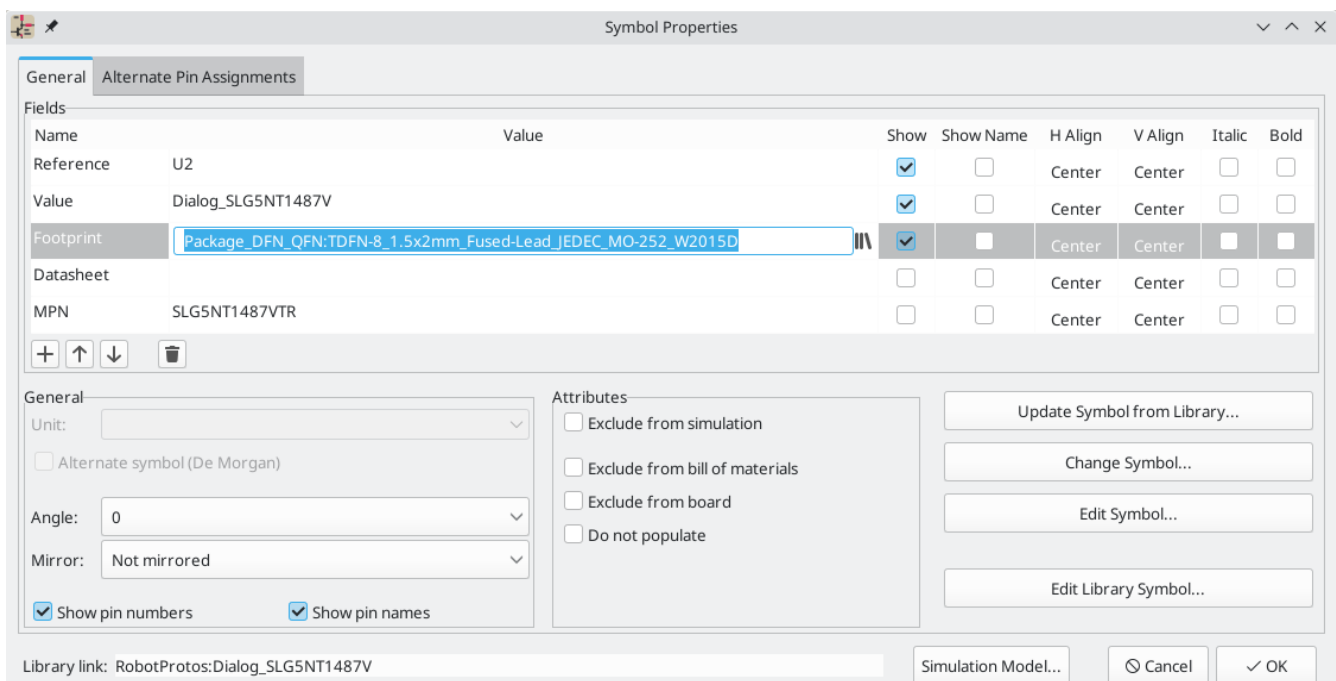 Symbol Properties
General Alternate Pin Assignments
Fields
Name Value Show Show Name H Align V Align Italic Bold
Reference U2 Center Center
Value Dialog_SLG5NT1487V Center Center
Footprint Package_DFN_QFN:TDFN-8_1.5x2mm_Fused-Lead_JEDEC_MO-252_W2015D Center Center
Datasheet Center Center
MPN SLG5NT1487VTR Center Center
General
Unit:
Alternate symbol (De Morgan)
Angle: 0
Mirror: Not mirrored
Show pin numbers Show pin names
Attributes
Exclude from simulation
Exclude from bill of materials
Exclude from board
Do not populate
Update Symbol from Library...
Change Symbol...
Edit Symbol...
Edit Library Symbol...
Library link: RobotProtos:Dialog_SLG5NT1487V Simulation Model... Cancel OK